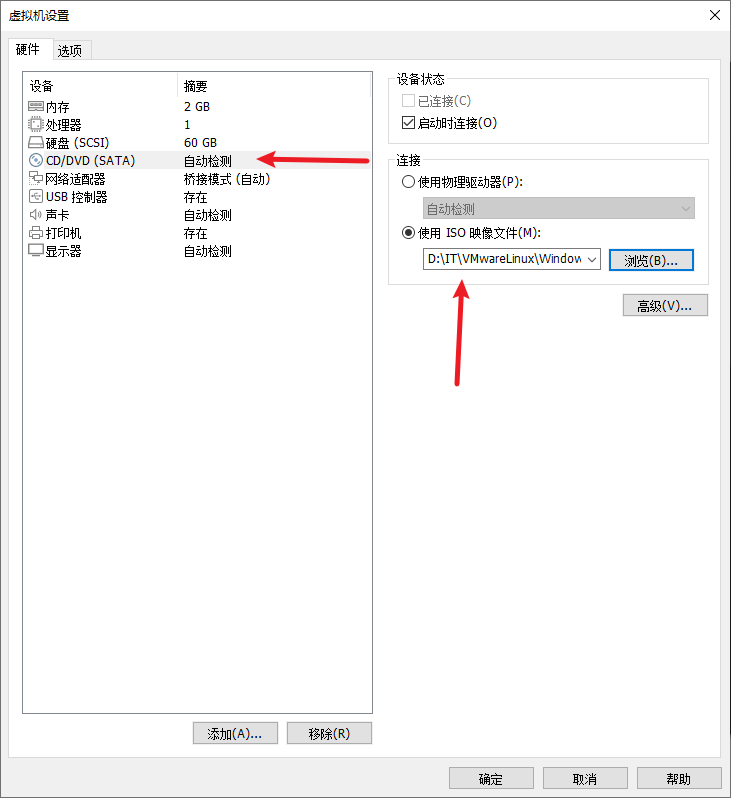 虚拟机设置
硬件 选项
设备 摘要
内存 2 GB
处理器 1
硬盘 (SCSI) 60 GB
CD/DVD (SATA) 自动检测
网络适配器 桥接模式 (自动)
USB 控制器 存在
声卡 自动检测
打印机 存在
显示器 自动检测
添加(A)... 移除(R)
设备状态
已连接(C)
启动时连接(O)
连接
使用物理驱动器(P):
自动检测
使用 ISO 映像文件(M):
D:\IT\VMwareLinux\Window 浏览(B)...
高级(V)...
确定 取消 帮助